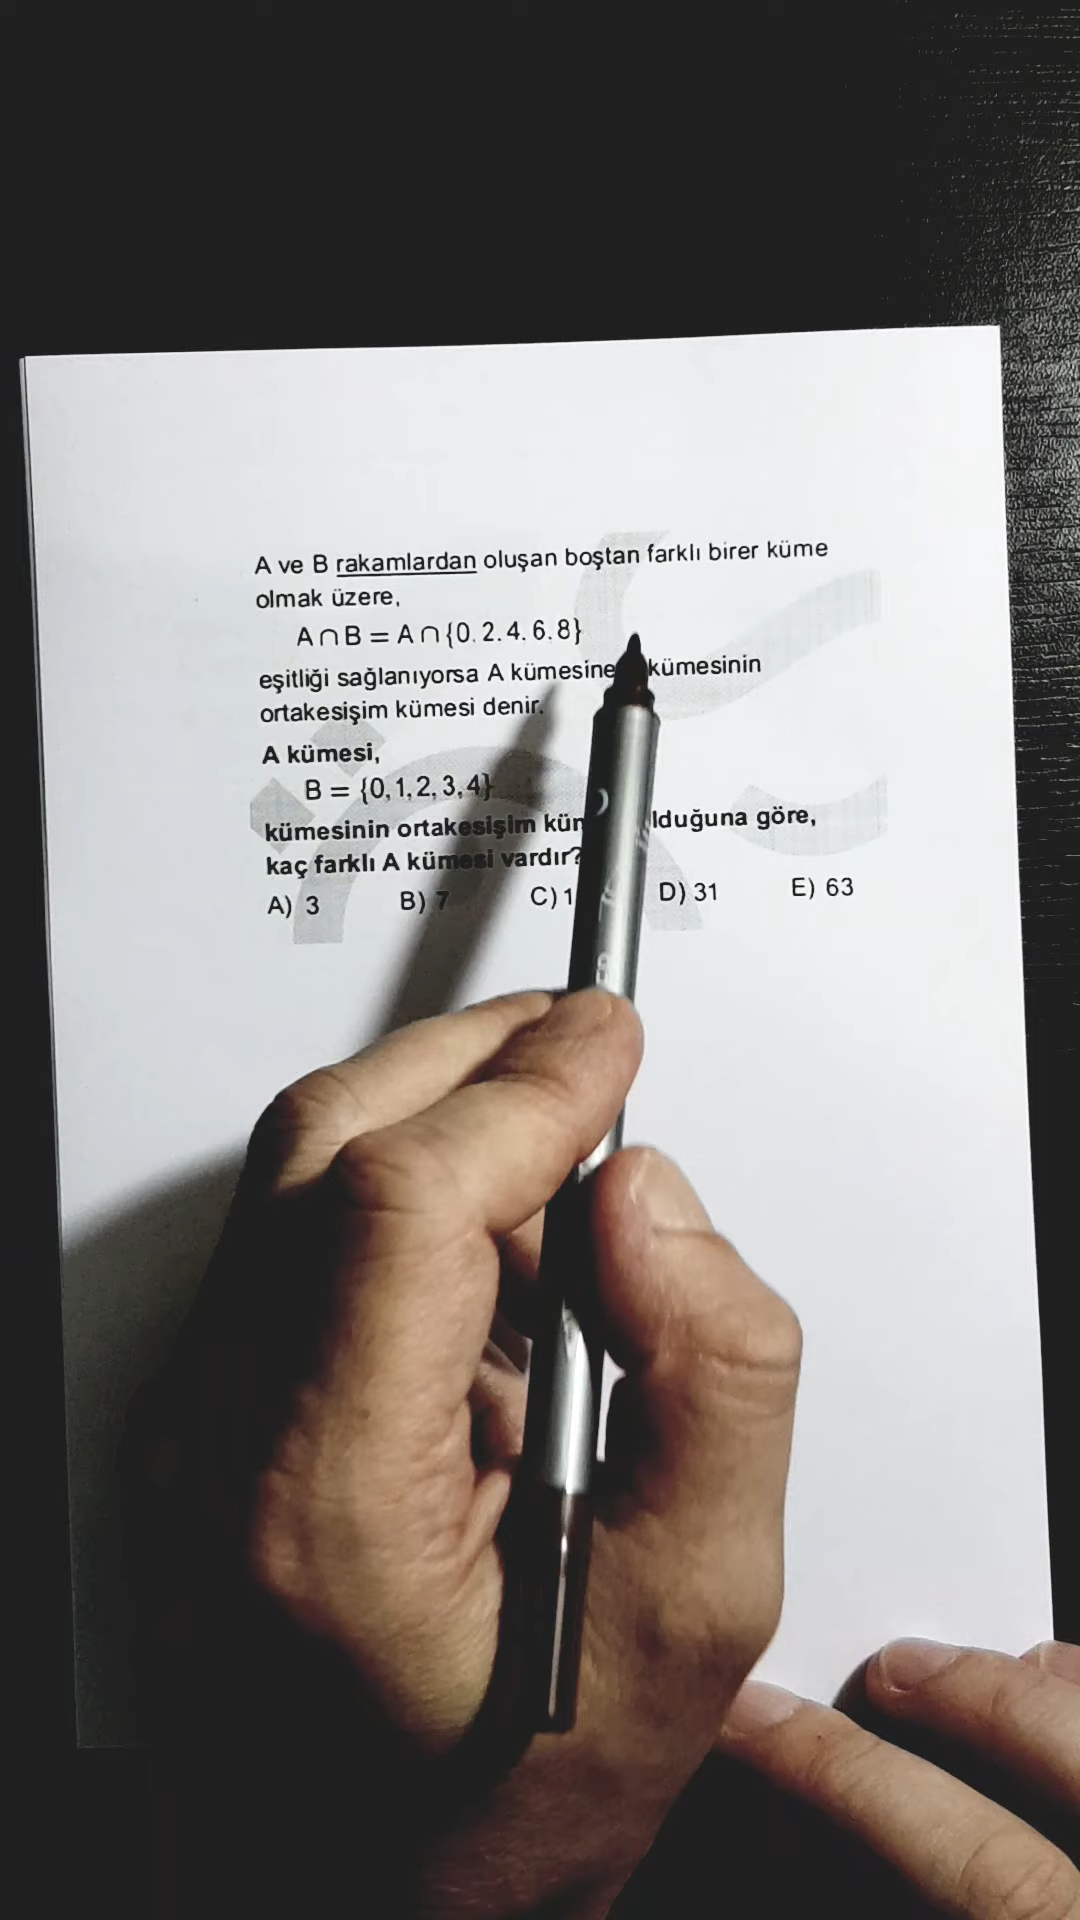 A ve B rakamlardan oluşan boştan farklı birer küme
olmak üzere,
A∩B = A∩{0.2.4.6.8}
eşitliği sağlanıyorsa A kümesine kümesinin
ortakesişim kümesi denir.
A kümesi,
B = {0,1,2,3,4}
kümesinin ortakesişim olduğuna göre,
kaç farklı A kümesi vardır?
A) 3 B) 7 C) D) 31 E) 63